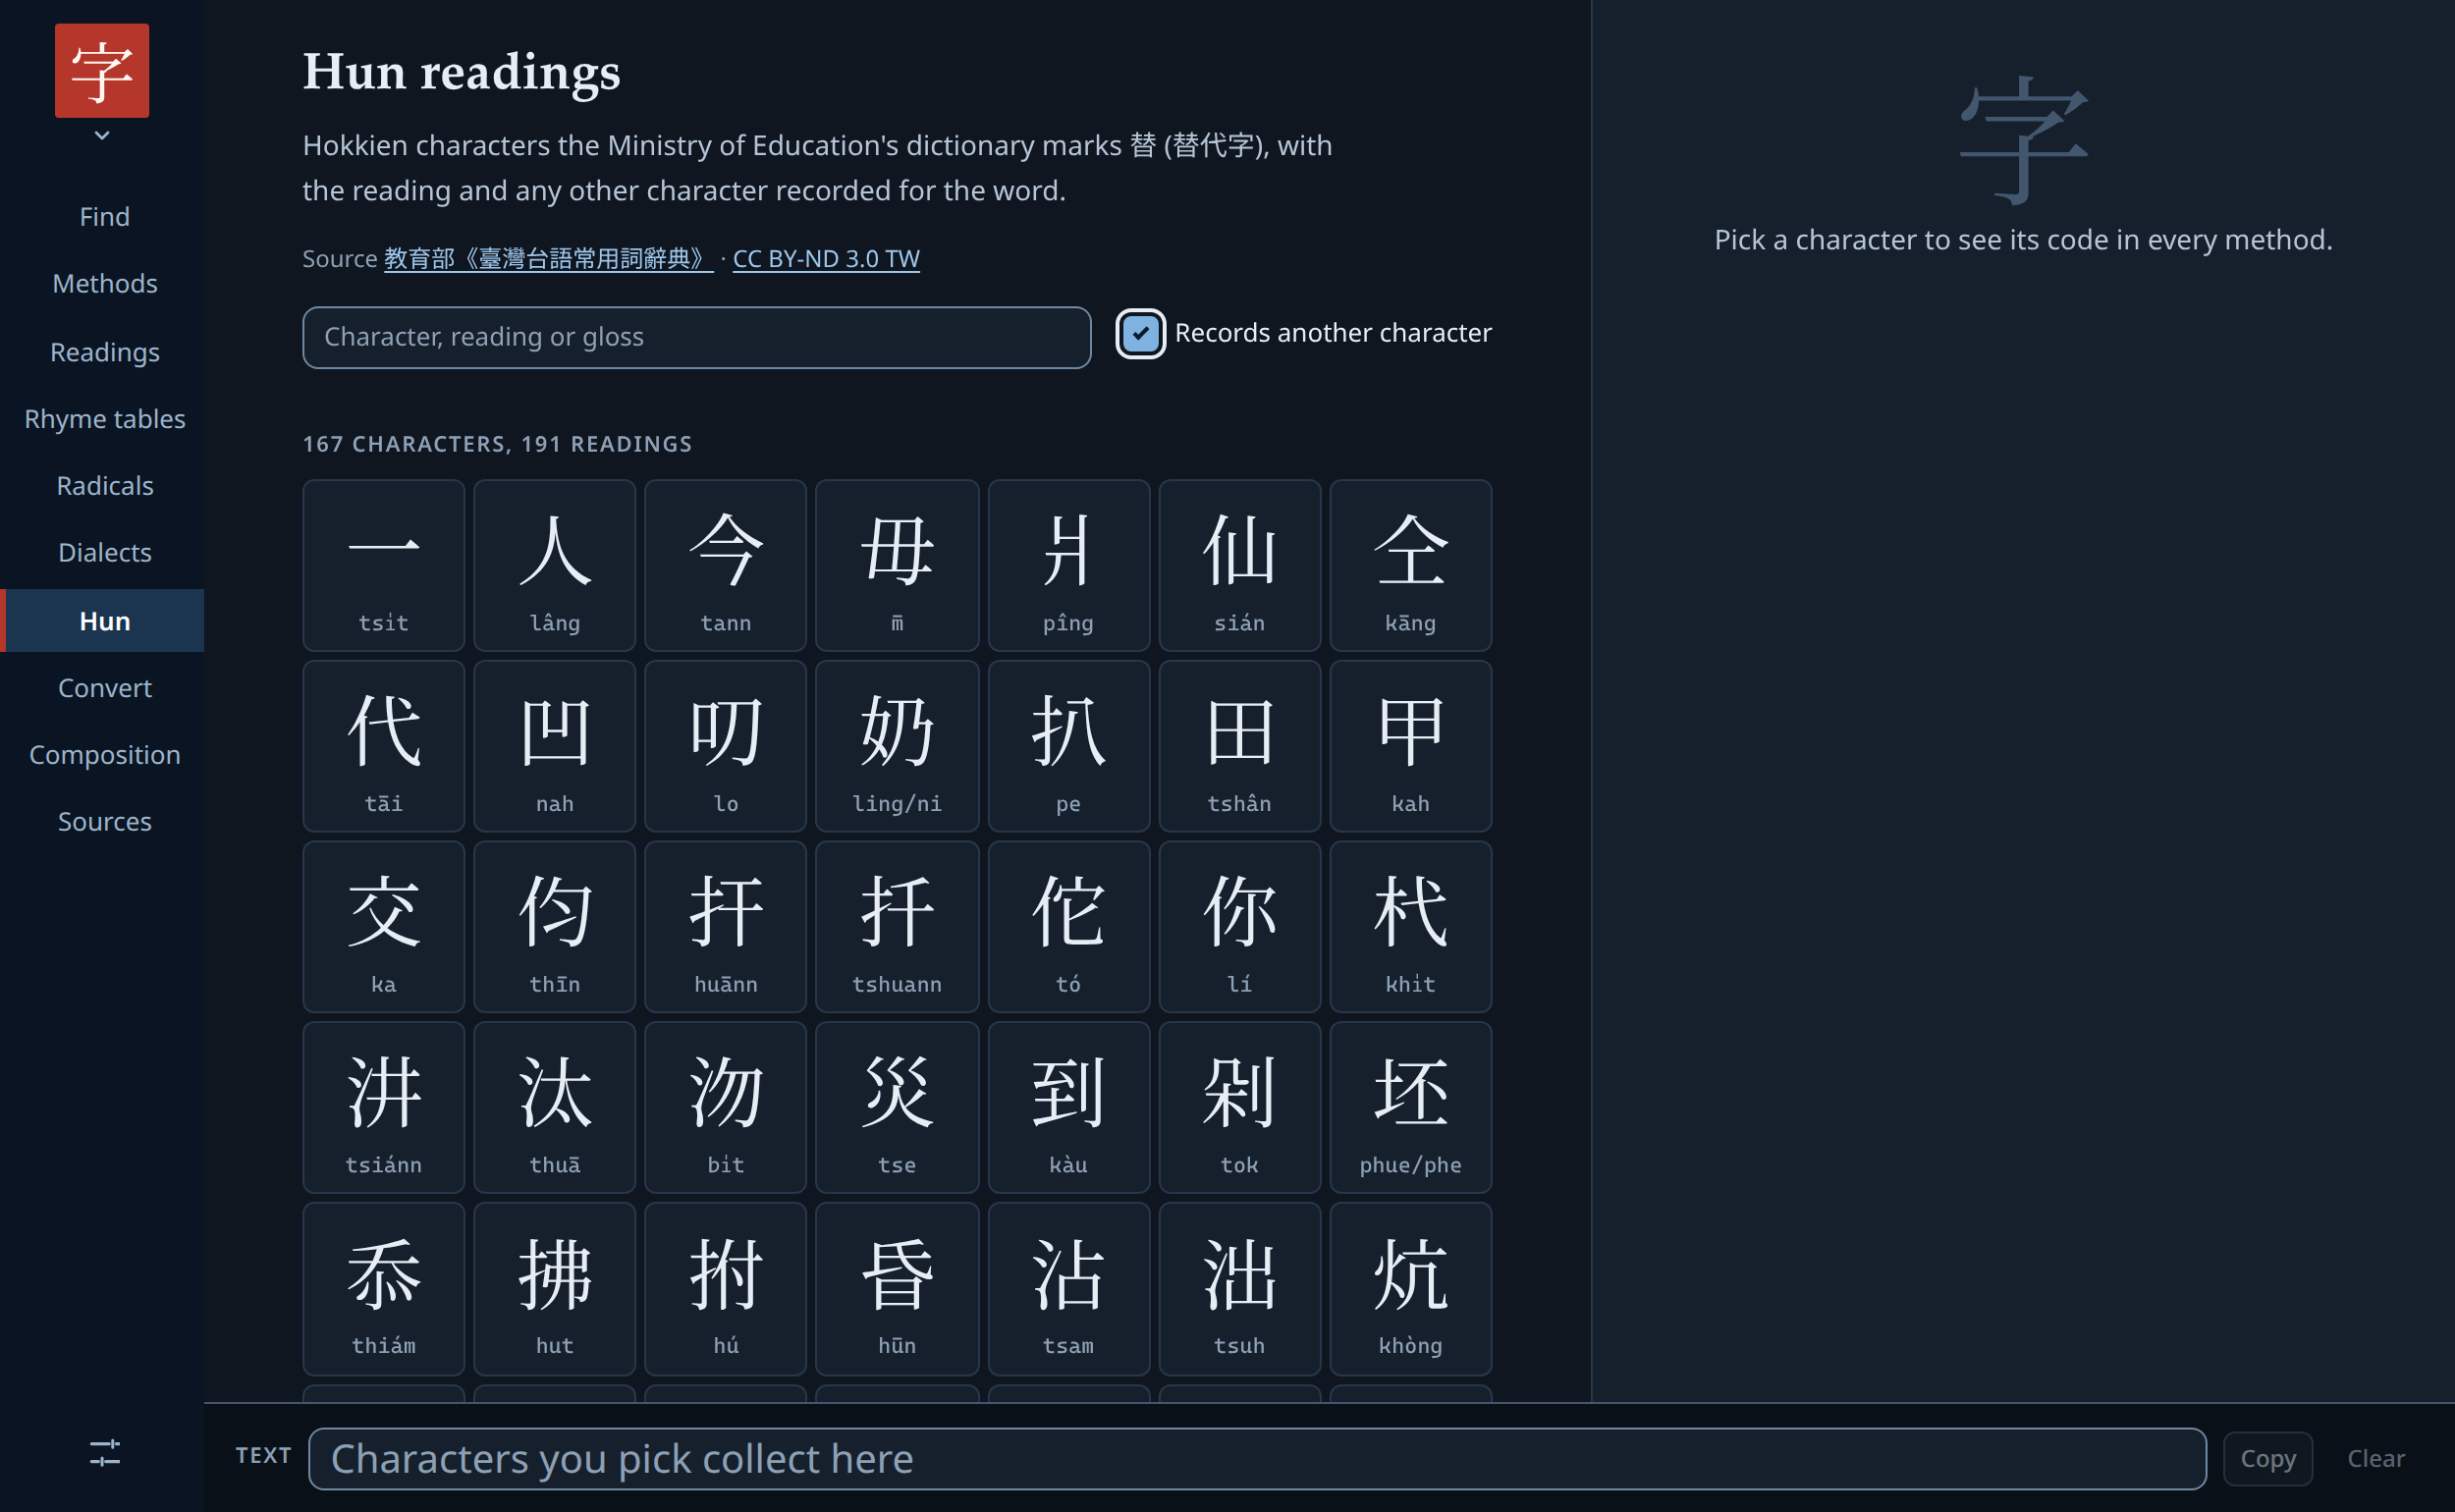 字
Find
Methods
Readings
Rhyme tables
Radicals
Dialects
Hun
Convert
Composition
Sources
Hun readings
Hokkien characters the Ministry of Education's dictionary marks 替 (替代字), with
the reading and any other character recorded for the word.
Source 教育部《臺灣台語常用詞辭典》 · CC BY-ND 3.0 TW
Character, reading or gloss
Records another character
167 CHARACTERS, 191 READINGS
一 人 今 毋 爿 仙 仝
tsi̍t lâng tann m̄ pîng sián kāng
代 凹 叨 奶 扒 田 甲
tāi nah lo ling/ni pe tshân kah
交 伨 扞 扦 佗 你 杙
ka thīn huānn tshuann tó lí khi̍t
汫 汰 沕 災 到 剁 坯
tsiánn thuā bi̍t tse kàu tok phue/phe
忝 拂 拊 昏 沾 泏 炕
thiám hut hú hūn tsam tsuh khòng
字
Pick a character to see its code in every method.
TEXT
Characters you pick collect here
Copy
Clear